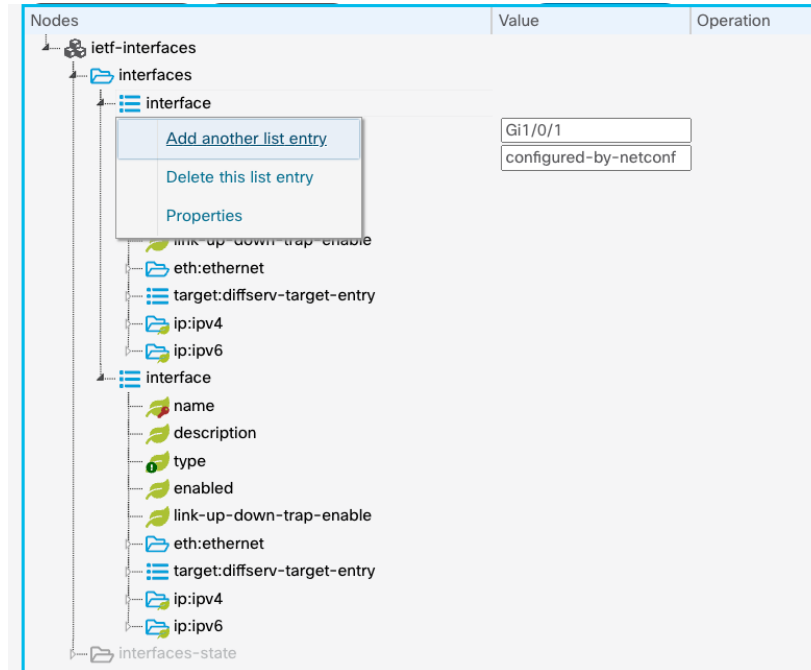 Nodes Value Operation
ietf-interfaces
interfaces
interface
Add another list entry Gi1/0/1
configured-by-netconf
Delete this list entry
Properties
link-up-down-trap-enable
eth:ethernet
target:diffserv-target-entry
ip:ipv4
ip:ipv6
interface
name
description
type
enabled
link-up-down-trap-enable
eth:ethernet
target:diffserv-target-entry
ip:ipv4
ip:ipv6
interfaces-state